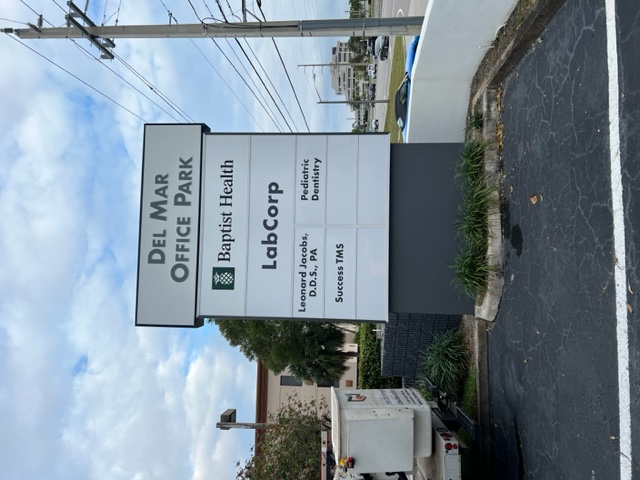 DEL MAR
OFFICE PARK
Baptist Health
LabCorp
Leonard Jacobs,
D.D.S., PA
Pediatric
Dentistry
Success TMS